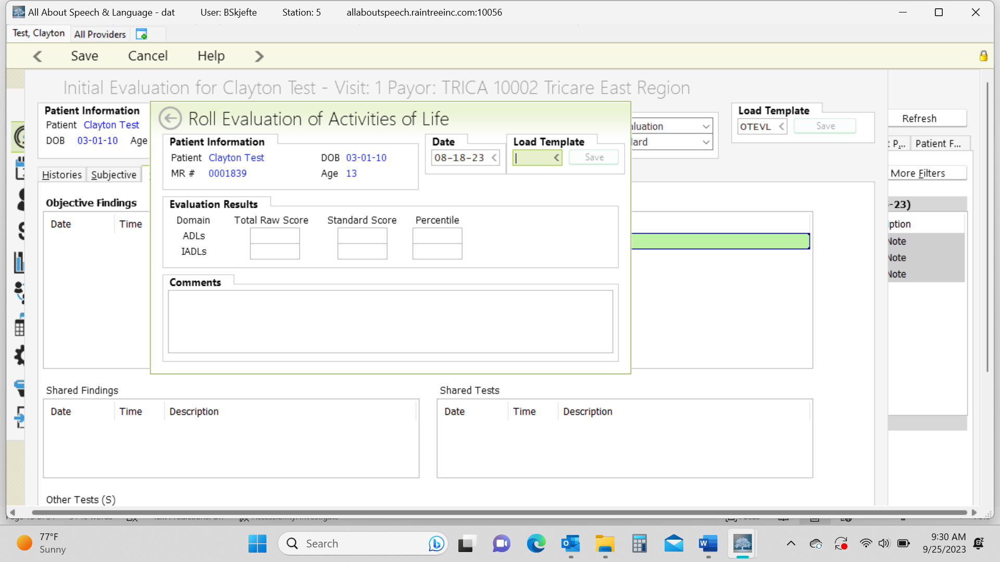 All About Speech & Language - dat User: BSkjefte Station: 5 allaboutspeech.raintreeinc.com:10056
Test, Clayton All Providers
Save Cancel Help
Initial Evaluation for Clayton Test - Visit: 1 Payor: TRICA 10002 Tricare East Region
Patient Information
Patient Clayton Test
DOB 03-01-10 Age
Load Template
OTEVL < Save
Refresh
Patient F...
More Filters
Histories Subjective
Objective Findings
Date Time
Roll Evaluation of Activities of Life
Patient Information
Patient Clayton Test DOB 03-01-10
MR # 0001839 Age 13
Date
08-18-23 <
Load Template
< Save
Evaluation Results
Domain Total Raw Score Standard Score Percentile
ADLs
IADLs
Comments
luation
ard
-23)
ption
Note
Note
Note
Shared Findings
Date Time Description
Shared Tests
Date Time Description
Other Tests (S)
77°F
Sunny
Search
9:30 AM
9/25/2023